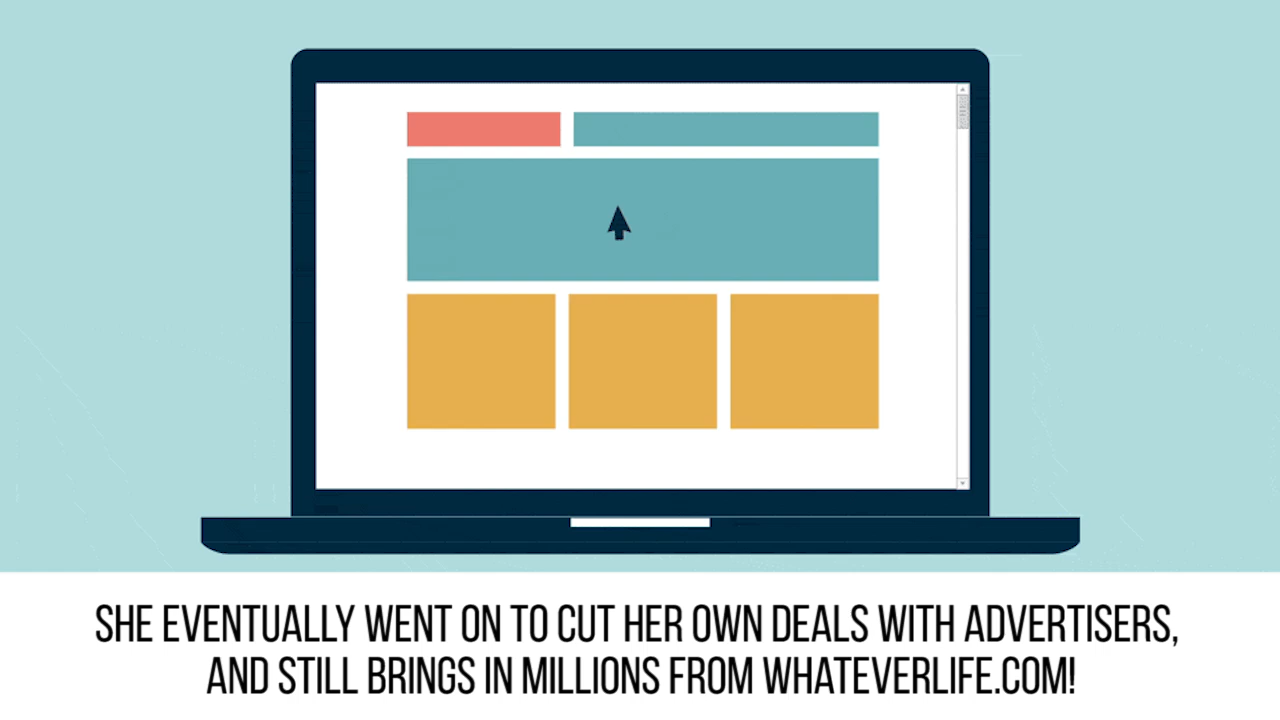 SHE EVENTUALLY WENT ON TO CUT HER OWN DEALS WITH ADVERTISERS,
AND STILL BRINGS IN MILLIONS FROM WHATEVERLIFE.COM!